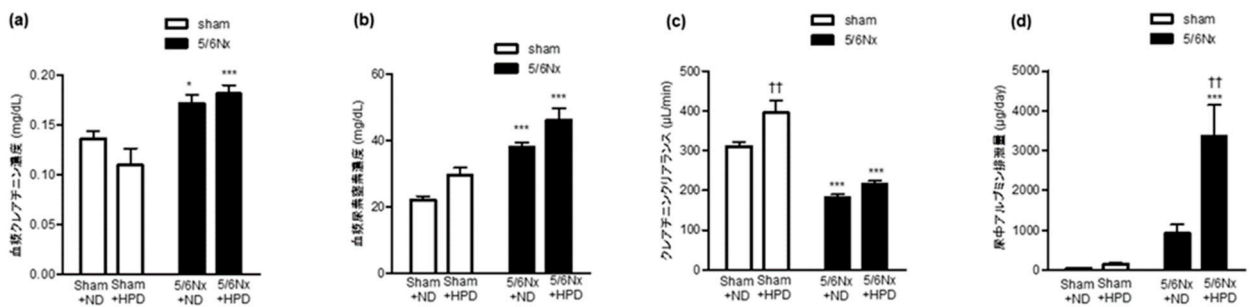 (a)
sham
5/6Nx
血漿クレアチニン濃度 (mg/dL)
0.20
0.15
0.10
0.05
0.00
*
***
Sham
+ND
Sham
+HPD
5/6Nx
+ND
5/6Nx
+HPD
(b)
sham
5/6Nx
血漿尿素窒素濃度 (mg/dL)
60
40
20
0
***
***
Sham
+ND
Sham
+HPD
5/6Nx
+ND
5/6Nx
+HPD
(c)
sham
5/6Nx
クレアチニンクリアランス (μL/min)
500
400
300
200
100
0
††
***
***
Sham
+ND
Sham
+HPD
5/6Nx
+ND
5/6Nx
+HPD
(d)
sham
5/6Nx
尿中アルブミン排泄量 (μg/day)
5000
4000
3000
2000
1000
0
††
***
Sham
+ND
Sham
+HPD
5/6Nx
+ND
5/6Nx
+HPD